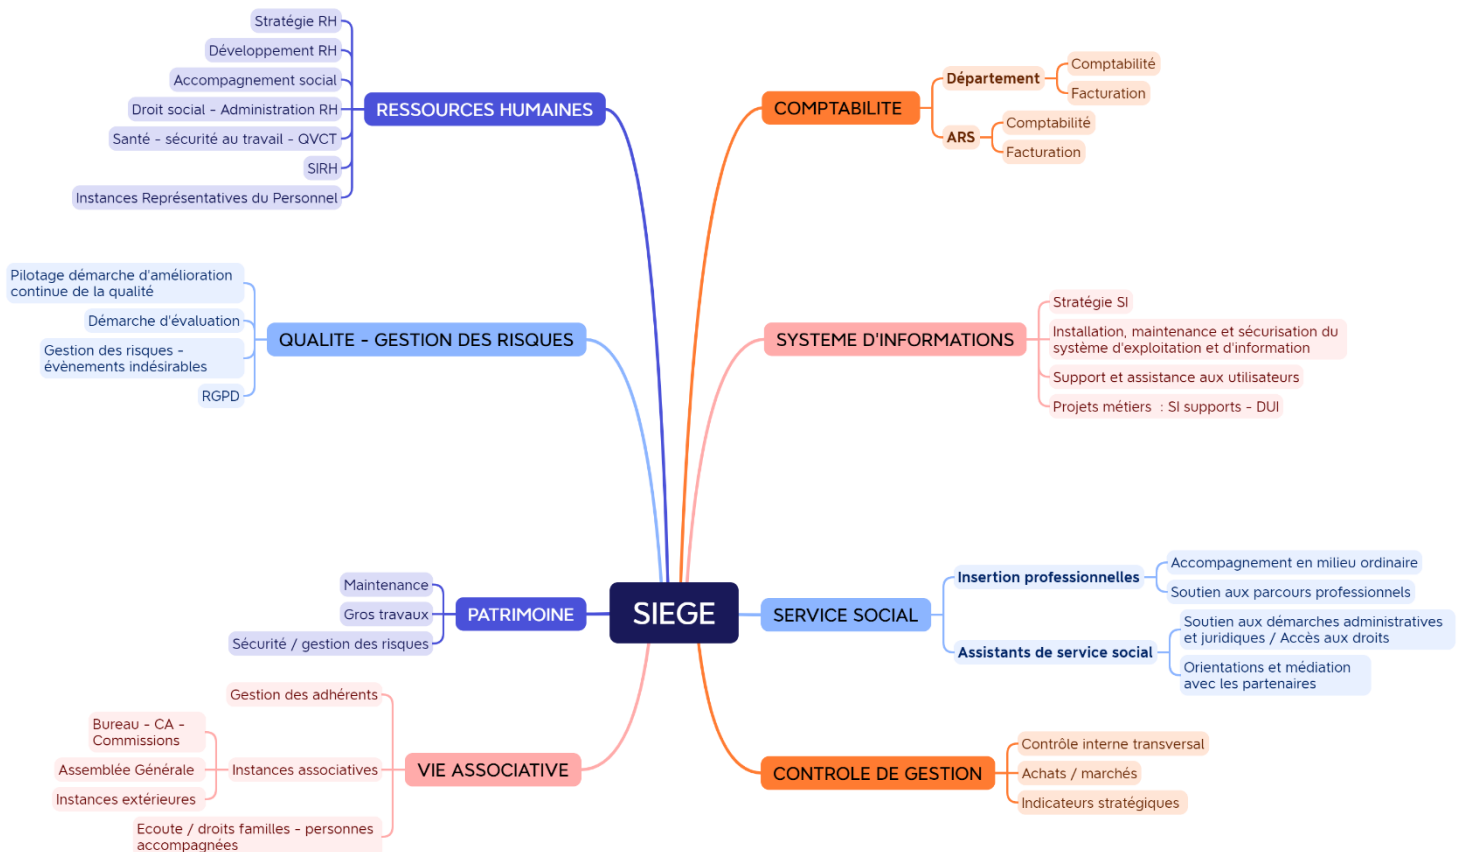 SIEGE
RESSOURCES HUMAINES
Stratégie RH
Développement RH
Accompagnement social
Droit social - Administration RH
Santé - sécurité au travail - QVCT
SIRH
Instances Représentatives du Personnel
QUALITE - GESTION DES RISQUES
Pilotage démarche d'amélioration
continue de la qualité
Démarche d'évaluation
Gestion des risques -
évènements indésirables
RGPD
PATRIMOINE
Maintenance
Gros travaux
Sécurité / gestion des risques
VIE ASSOCIATIVE
Gestion des adhérents
Instances associatives
Bureau - CA -
Commissions
Assemblée Générale
Instances extérieures
Ecoute / droits familles - personnes
accompagnées
COMPTABILITE
Département
Comptabilité
Facturation
ARS
Comptabilité
Facturation
SYSTEME D'INFORMATIONS
Stratégie SI
Installation, maintenance et sécurisation du
système d'exploitation et d'information
Support et assistance aux utilisateurs
Projets métiers : SI supports - DUI
SERVICE SOCIAL
Insertion professionnelles
Accompagnement en milieu ordinaire
Soutien aux parcours professionnels
Assistants de service social
Soutien aux démarches administratives
et juridiques / Accès aux droits
Orientations et médiation
avec les partenaires
CONTROLE DE GESTION
Contrôle interne transversal
Achats / marchés
Indicateurs stratégiques